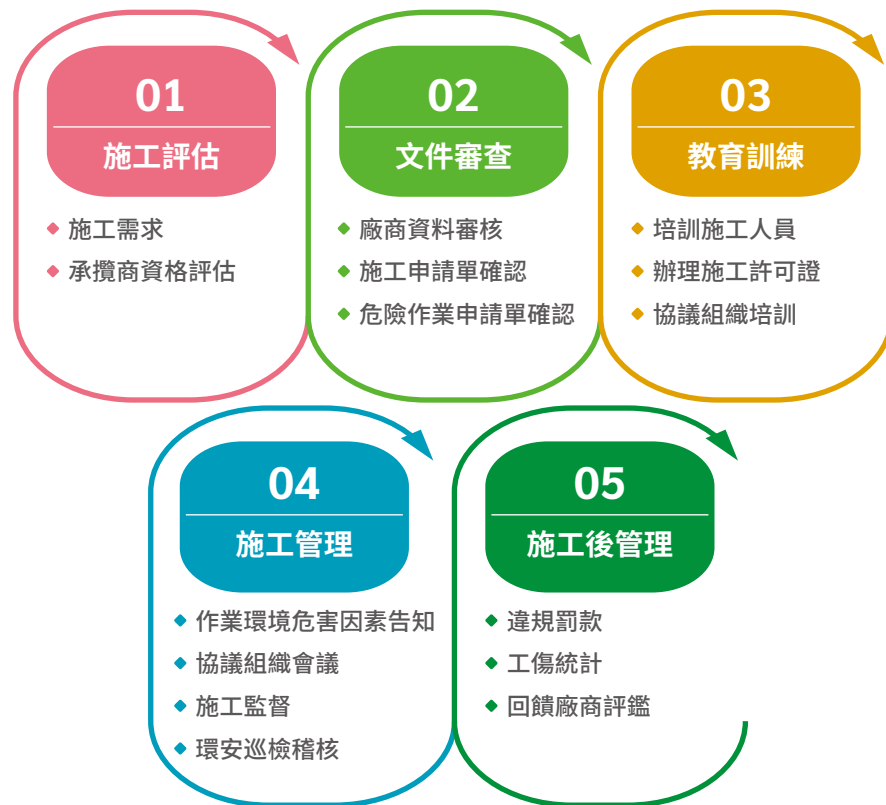 01
施工評估
施工需求
承攬商資格評估
02
文件審查
廠商資料審核
施工申請單確認
危險作業申請單確認
03
教育訓練
培訓施工人員
辦理施工許可證
協議組織培訓
04
施工管理
作業環境危害因素告知
協議組織會議
施工監督
環安巡檢稽核
05
施工後管理
違規罰款
工傷統計
回饋廠商評鑑